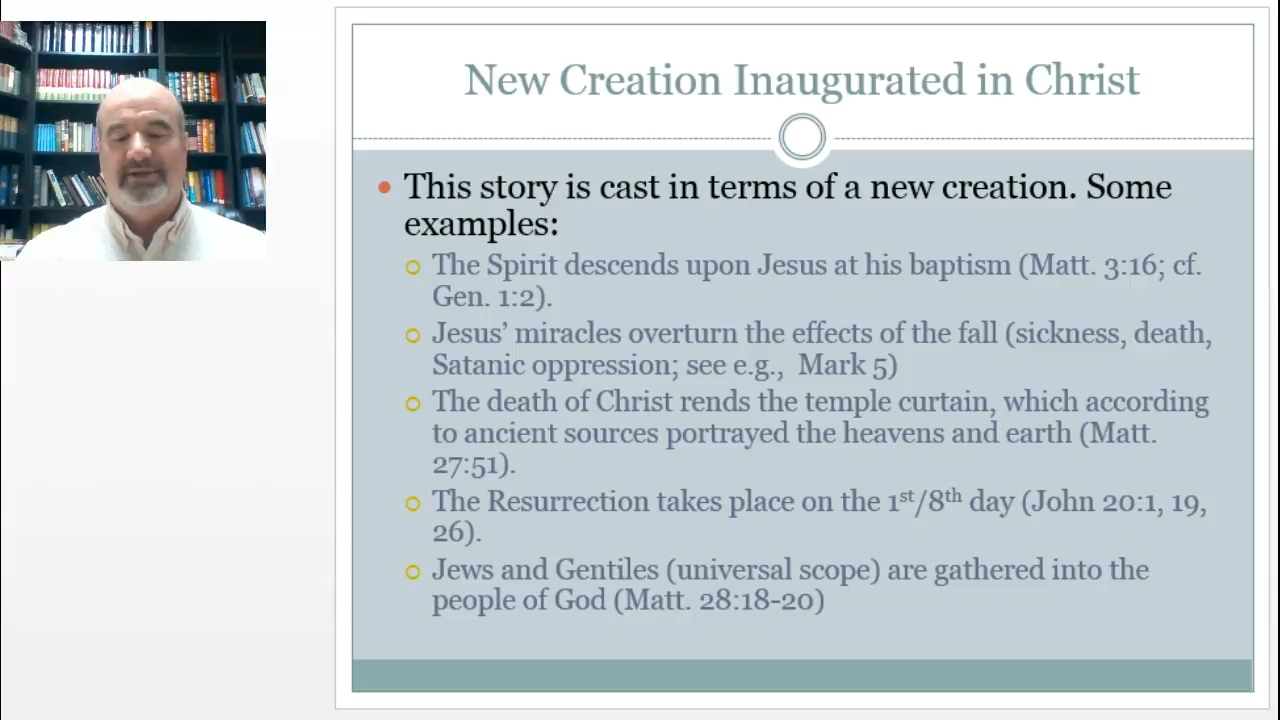 New Creation Inaugurated in Christ
This story is cast in terms of a new creation. Some
examples:
The Spirit descends upon Jesus at his baptism (Matt. 3:16; cf.
Gen. 1:2).
Jesus’ miracles overturn the effects of the fall (sickness, death,
Satanic oppression; see e.g.,  Mark 5)
The death of Christ rends the temple curtain, which according
to ancient sources portrayed the heavens and earth (Matt.
27:51).
The Resurrection takes place on the 1st/8th day (John 20:1, 19,
26).
Jews and Gentiles (universal scope) are gathered into the
people of God (Matt. 28:18-20)